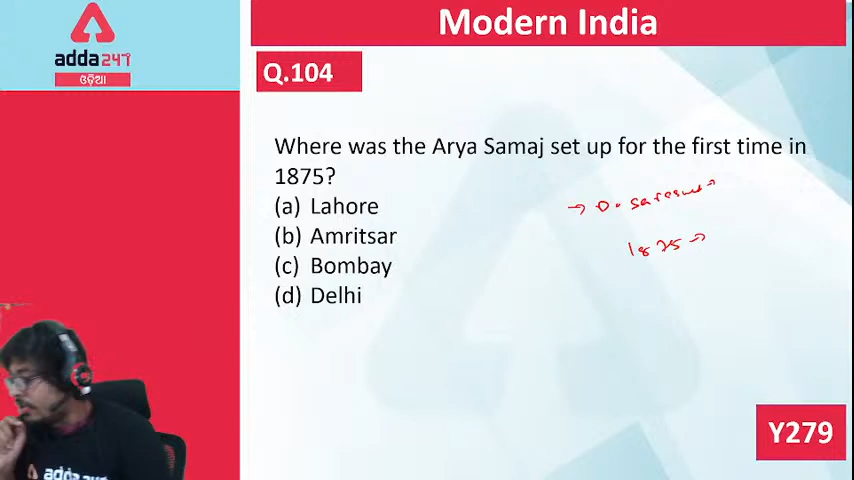 Modern India
adda247
ଓଡ଼ିଆ
Q.104
Where was the Arya Samaj set up for the first time in
1875?
(a) Lahore
(b) Amritsar
(c) Bombay
(d) Delhi
1875 →
Y279
adda247